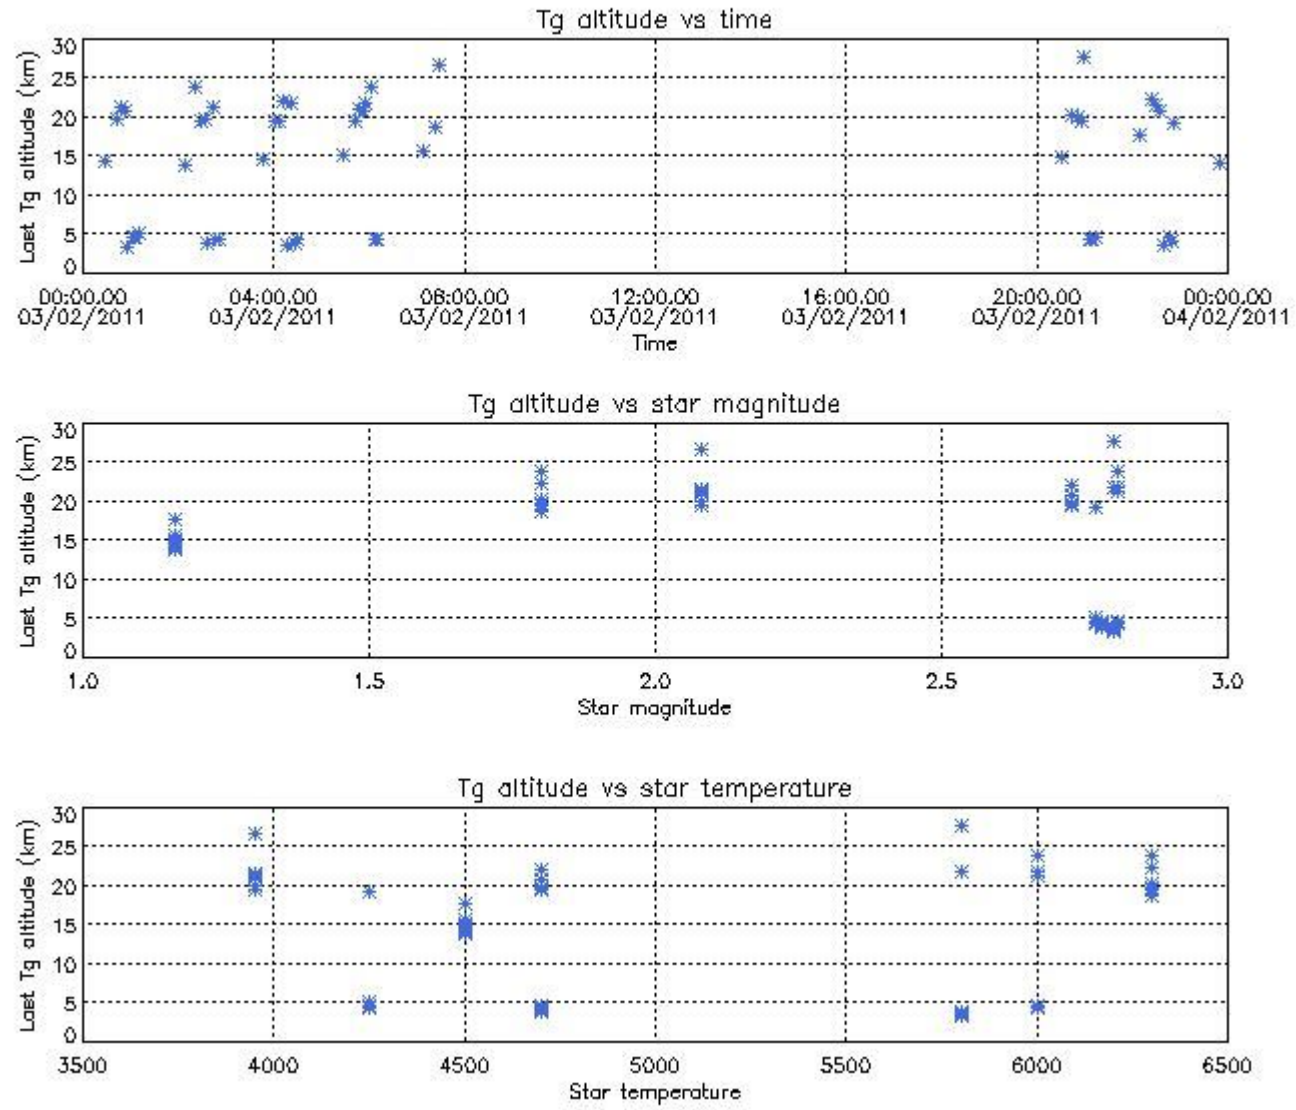 Tg altitude vs time
Last Tg altitude (km)
30
25
20
15
10
5
0
00:00.00 04:00.00 08:00.00 12:00.00 16:00.00 20:00.00 00:00.00
03/02/2011 03/02/2011 03/02/2011 03/02/2011 03/02/2011 03/02/2011 04/02/2011
Time
Tg altitude vs star magnitude
Last Tg altitude (km)
30
25
20
15
10
5
0
1.0 1.5 2.0 2.5 3.0
Star magnitude
Tg altitude vs star temperature
Last Tg altitude (km)
30
25
20
15
10
5
0
3500 4000 4500 5000 5500 6000 6500
Star temperature